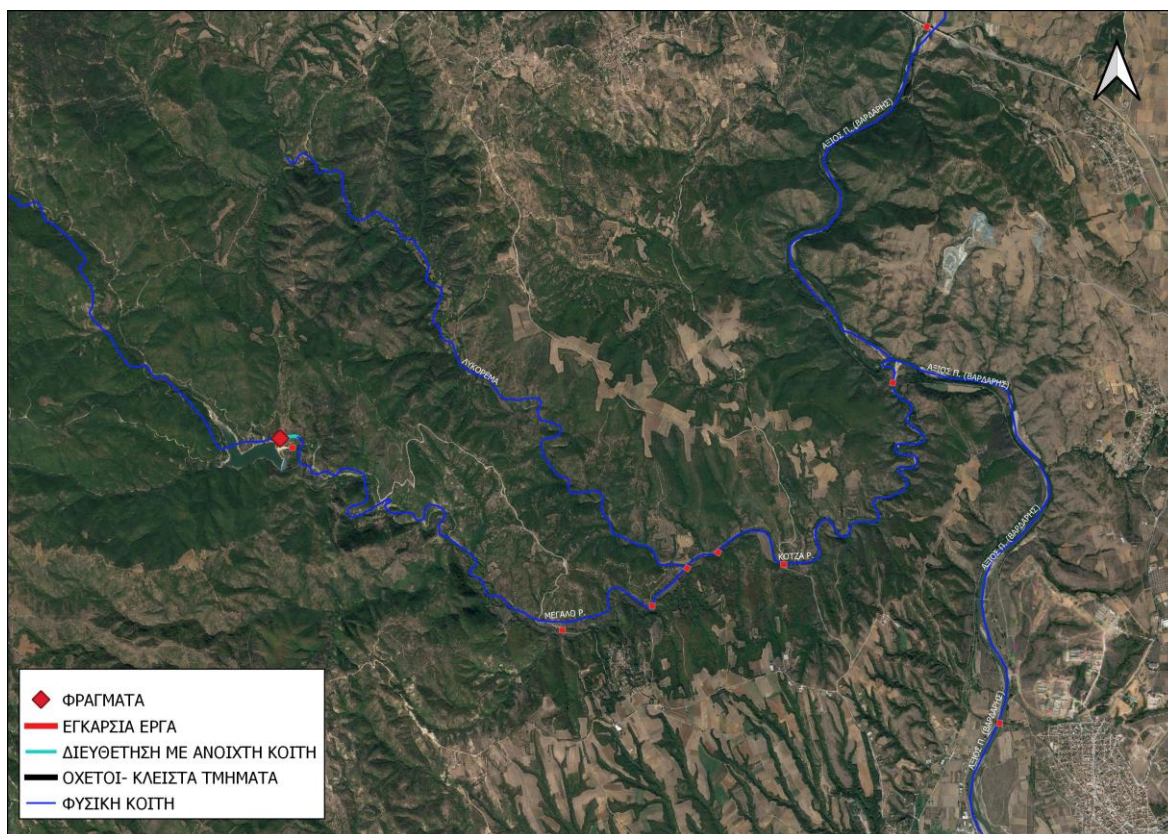 ΑΞΙΟΣ Π. (ΒΑΡΔΑΡΗΣ)
ΛΥΚΟΡΕΜΑ
ΑΞΙΟΣ Π. (ΒΑΡΔΑΡΗΣ)
ΑΞΙΟΣ Π. (ΒΑΡΔΑΡΗΣ)
ΚΟΤΖΑ Ρ.
ΜΕΓΑΛΟ Ρ.
ΑΞΙΟΣ Π. (ΒΑΡΔΑΡΗΣ)
ΦΡΑΓΜΑΤΑ
ΕΓΚΑΡΣΙΑ ΕΡΓΑ
ΔΙΕΥΘΕΤΗΣΗ ΜΕ ΑΝΟΙΧΤΗ ΚΟΙΤΗ
ΟΧΕΤΟΙ- ΚΛΕΙΣΤΑ ΤΜΗΜΑΤΑ
ΦΥΣΙΚΗ ΚΟΙΤΗ